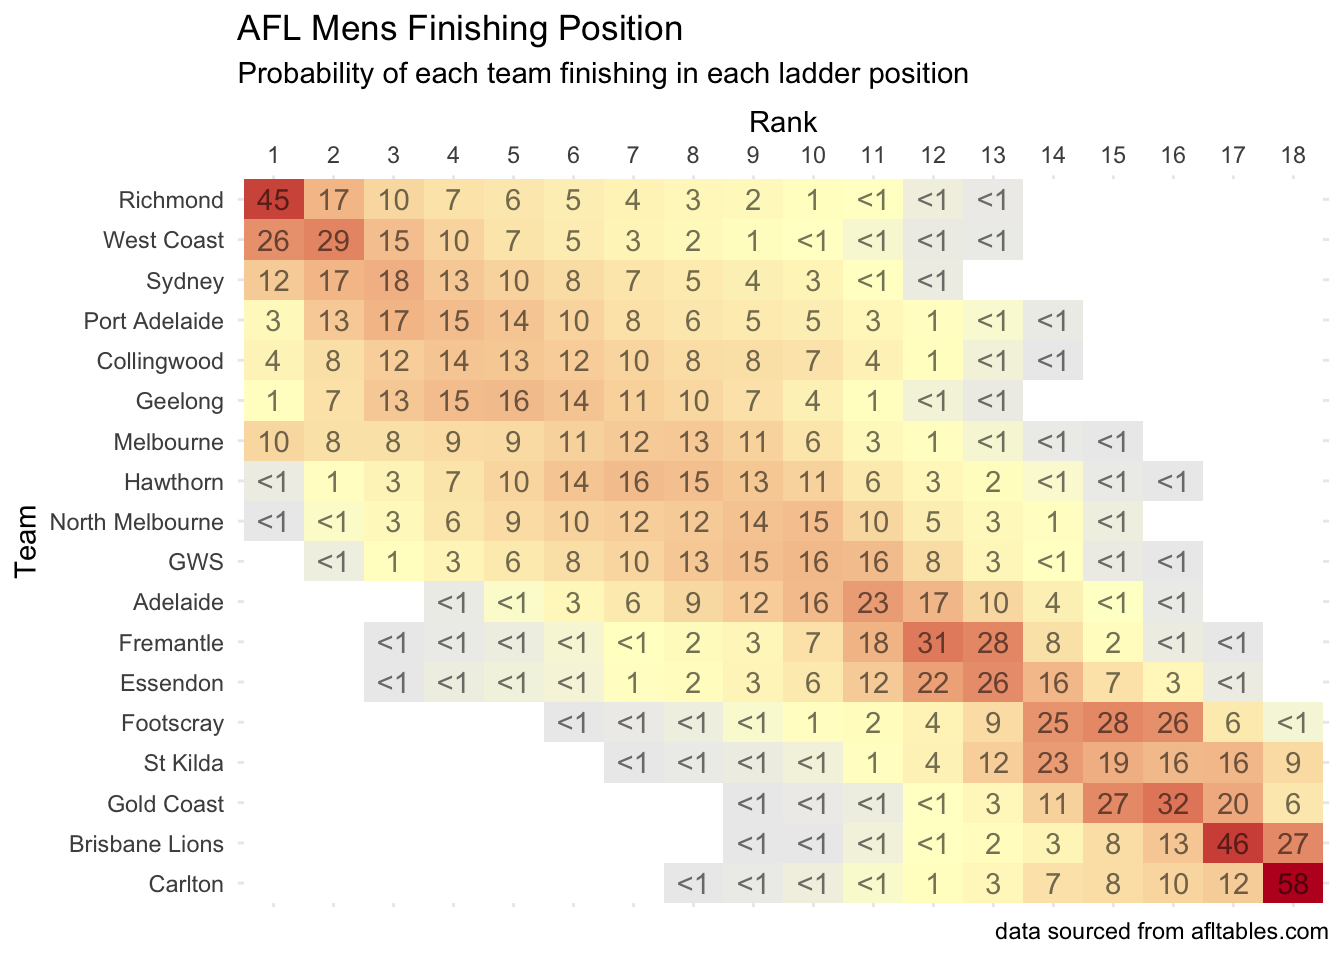 AFL Mens Finishing Position
Probability of each team finishing in each ladder position
Rank
1 2 3 4 5 6 7 8 9 10 11 12 13 14 15 16 17 18
Team
Richmond 45 17 10 7 6 5 4 3 2 1 <1 <1 <1
West Coast 26 29 15 10 7 5 3 2 1 <1 <1 <1 <1
Sydney 12 17 18 13 10 8 7 5 4 3 <1 <1
Port Adelaide 3 13 17 15 14 10 8 6 5 5 3 1 <1 <1
Collingwood 4 8 12 14 13 12 10 8 8 7 4 1 <1 <1
Geelong 1 7 13 15 16 14 11 10 7 4 1 <1 <1
Melbourne 10 8 8 9 9 11 12 13 11 6 3 1 <1 <1 <1
Hawthorn <1 1 3 7 10 14 16 15 13 11 6 3 2 <1 <1 <1
North Melbourne <1 <1 3 6 9 10 12 12 14 15 10 5 3 1 <1
GWS <1 1 3 6 8 10 13 15 16 16 8 3 <1 <1 <1
Adelaide <1 <1 3 6 9 12 16 23 17 10 4 <1 <1
Fremantle <1 <1 <1 <1 <1 2 3 7 18 31 28 8 2 <1 <1
Essendon <1 <1 <1 <1 1 2 3 6 12 22 26 16 7 3 <1
Footscray <1 <1 <1 <1 1 2 4 9 25 28 26 6 <1
St Kilda <1 <1 <1 <1 1 4 12 23 19 16 16 9
Gold Coast <1 <1 <1 <1 3 11 27 32 20 6
Brisbane Lions <1 <1 <1 <1 2 3 8 13 46 27
Carlton <1 <1 <1 <1 1 3 7 8 10 12 58
data sourced from afltables.com